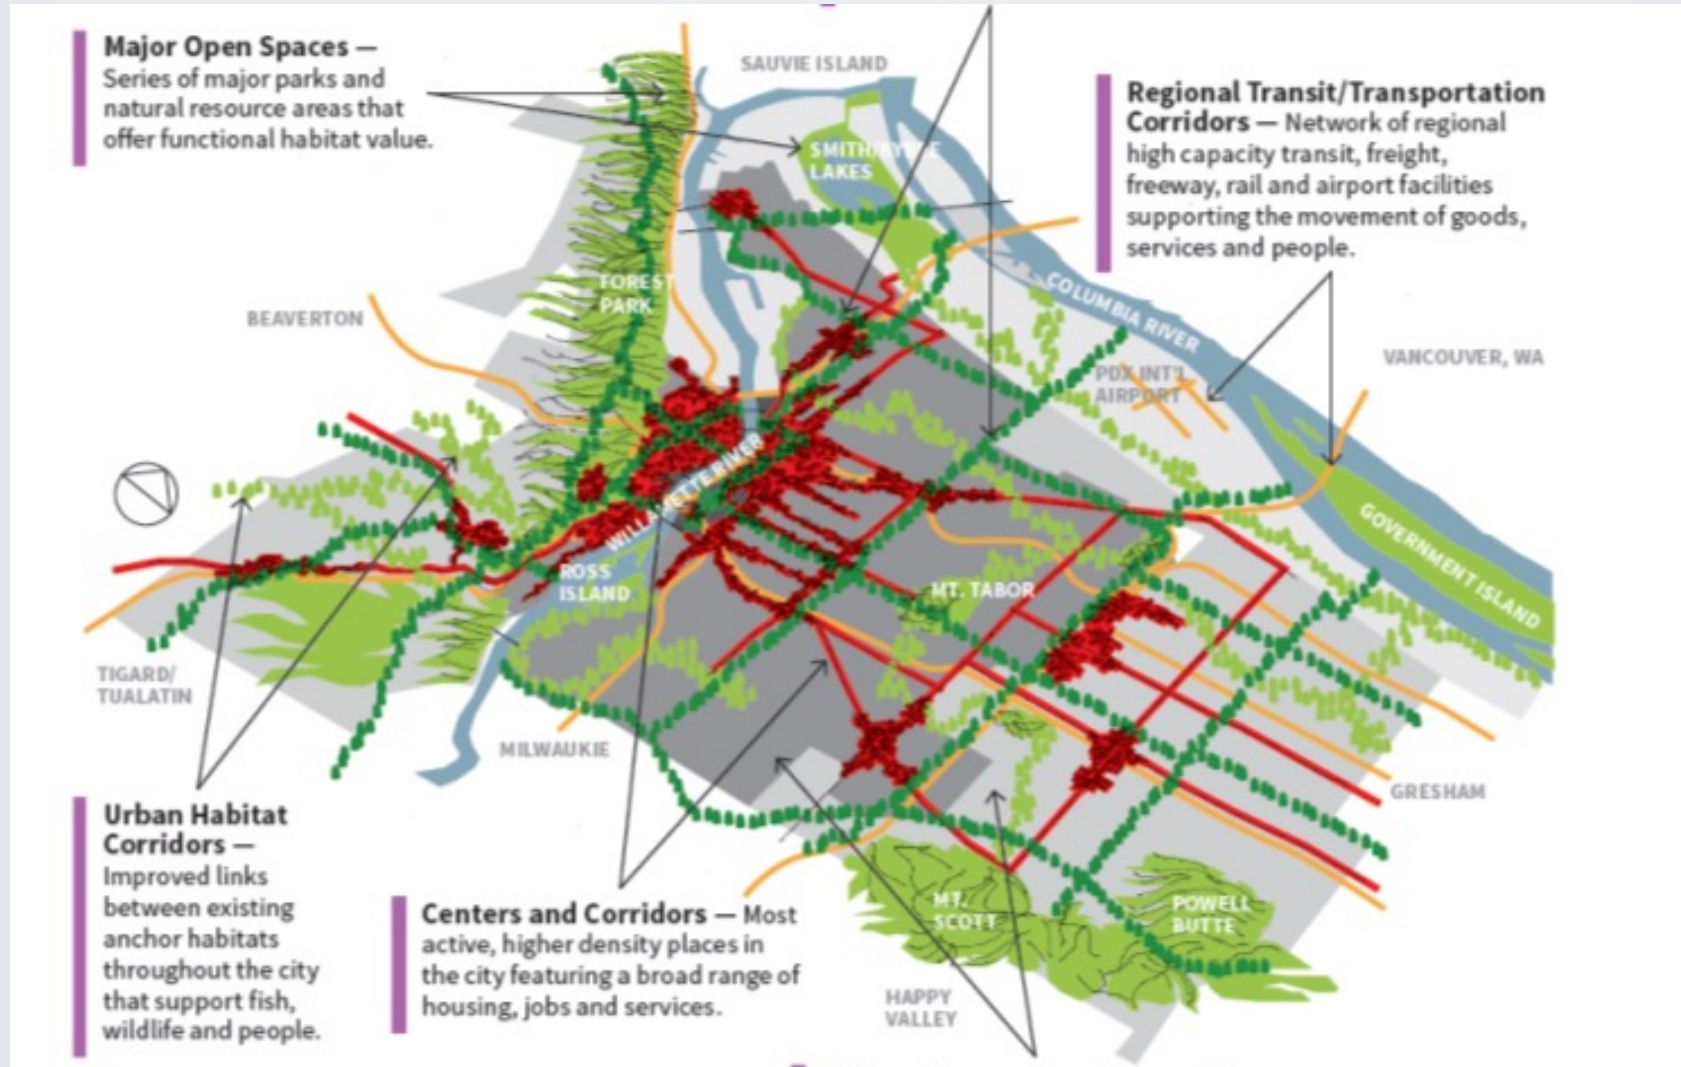 Major Open Spaces —
Series of major parks and
natural resource areas that
offer functional habitat value.
SAUVIE ISLAND
SMITH/BYBEE
LAKES
Regional Transit/Transportation
Corridors — Network of regional
high capacity transit, freight,
freeway, rail and airport facilities
supporting the movement of goods,
services and people.
FOREST
PARK
BEAVERTON
COLUMBIA RIVER
VANCOUVER, WA
PDX INT'L
AIRPORT
WILLAMETTE RIVER
GOVERNMENT ISLAND
ROSS
ISLAND
MT. TABOR
TIGARD/
TUALATIN
MILWAUKIE
GRESHAM
Urban Habitat
Corridors —
Improved links
between existing
anchor habitats
throughout the city
that support fish,
wildlife and people.
Centers and Corridors — Most
active, higher density places in
the city featuring a broad range of
housing, jobs and services.
MT.
SCOTT
POWELL
BUTTE
HAPPY
VALLEY